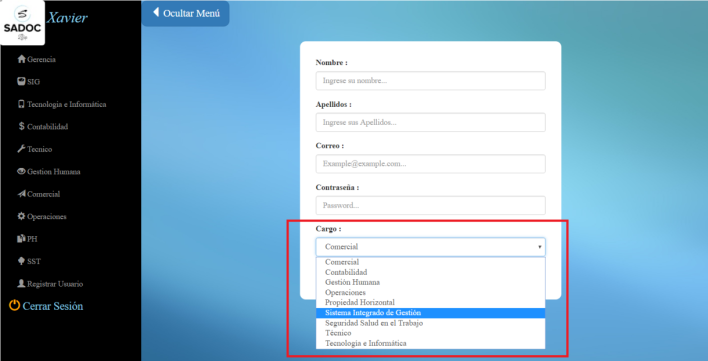 SADOC
Xavier
Gerencia
SIG
Tecnologia e Informática
Contabilidad
Tecnico
Gestion Humana
Comercial
Operaciones
PH
SST
Registrar Usuario
Cerrar Sesión
Ocultar Menú
Nombre :
Ingrese su nombre...
Apellidos :
Ingrese sus Apellidos...
Correo :
Example@example.com...
Contraseña :
Password...
Cargo :
Comercial
Comercial
Contabilidad
Gestión Humana
Operaciones
Propiedad Horizontal
Sistema Integrado de Gestión
Seguridad Salud en el Trabajo
Técnico
Tecnologia e Informática